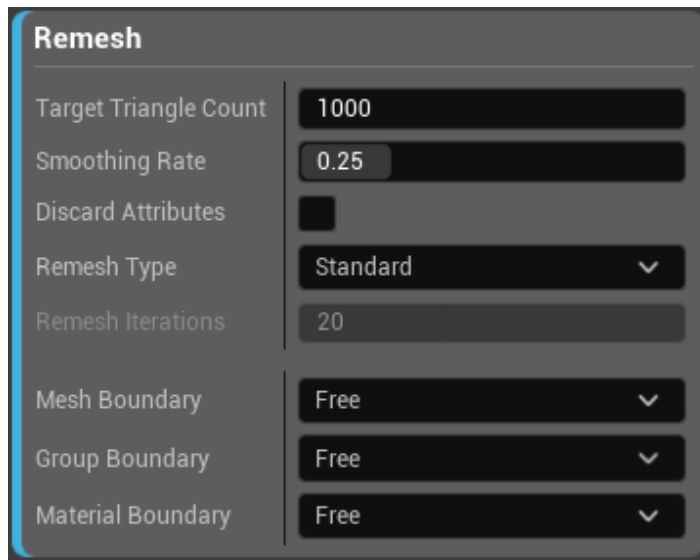 Remesh
Target Triangle Count 1000
Smoothing Rate 0.25
Discard Attributes
Remesh Type Standard
Remesh Iterations 20
Mesh Boundary Free
Group Boundary Free
Material Boundary Free